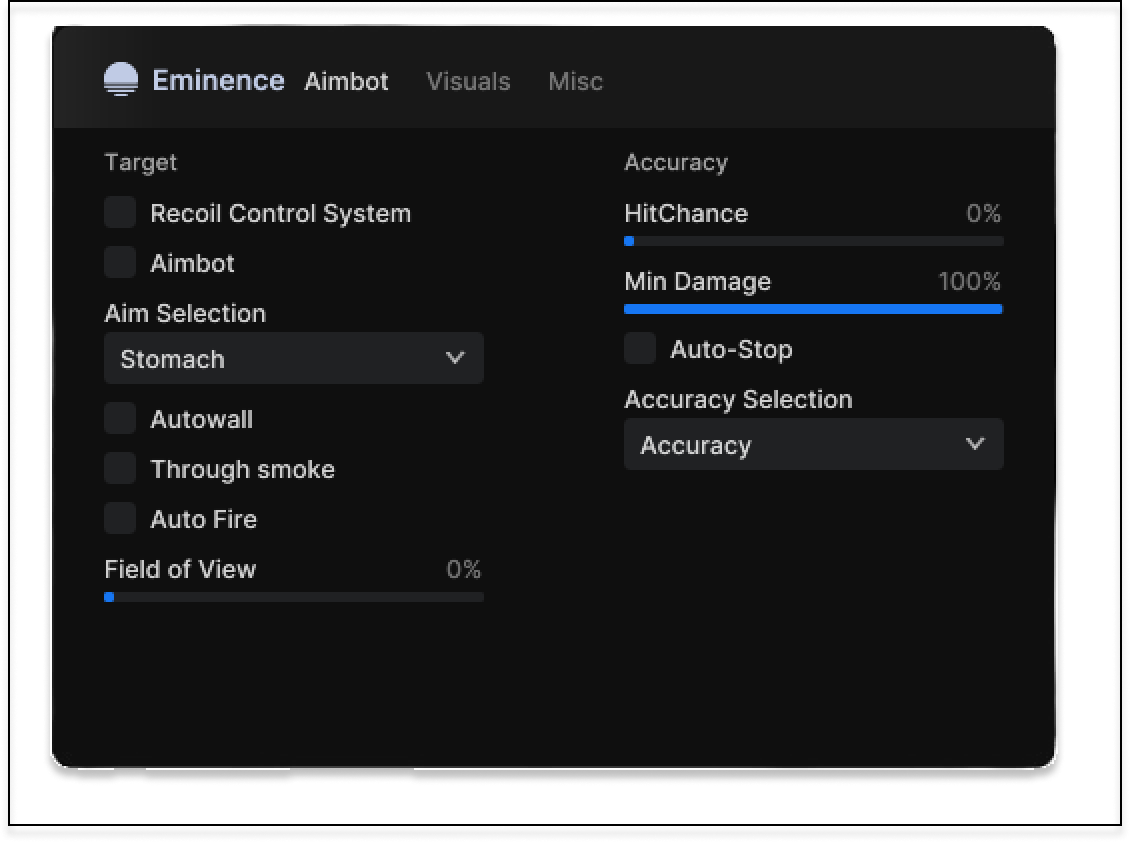 Eminence Aimbot Visuals Misc
Target
Recoil Control System
Aimbot
Aim Selection
Stomach
Autowall
Through smoke
Auto Fire
Field of View 0%
Accuracy
HitChance 0%
Min Damage 100%
Auto-Stop
Accuracy Selection
Accuracy